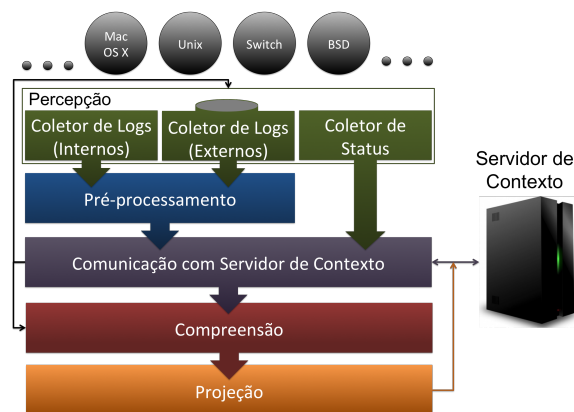 Mac
OS X
Unix
Switch
BSD
Percepção
Coletor de Logs
(Internos)
Coletor de Logs
(Externos)
Coletor de
Status
Servidor de
Contexto
Pré-processamento
Comunicação com Servidor de Contexto
Compreensão
Projeção